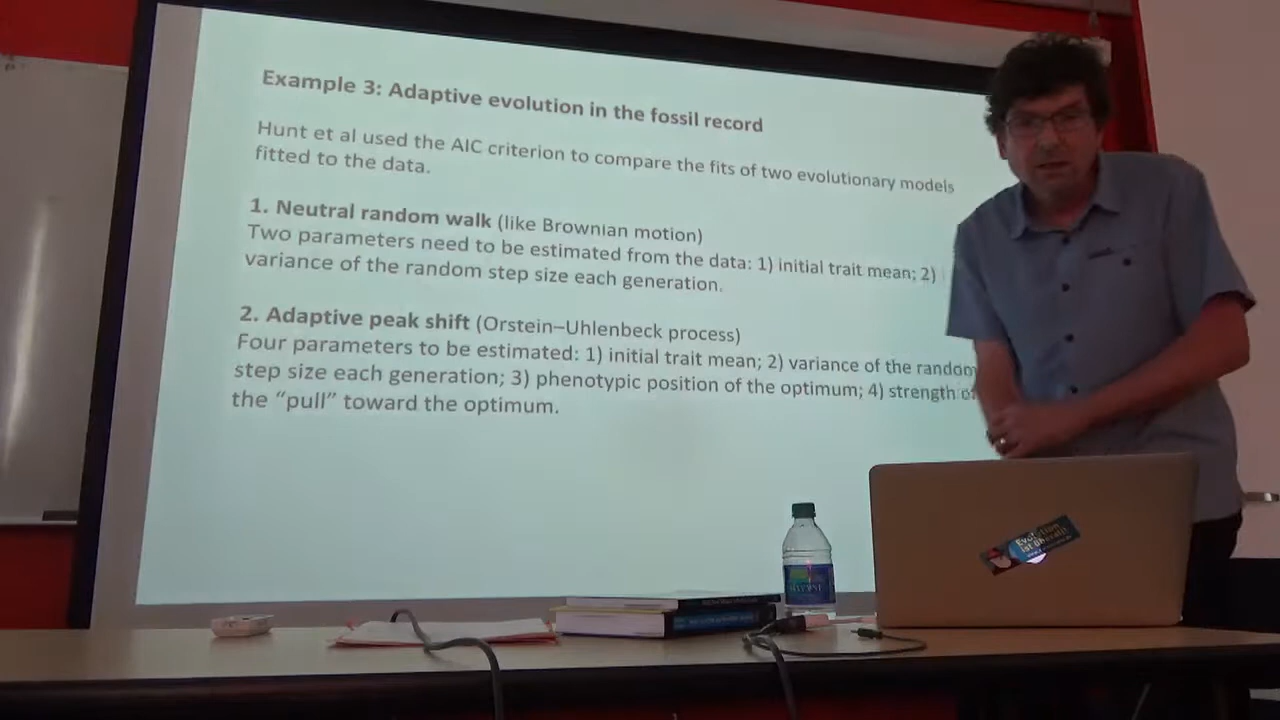 Example 3: Adaptive evolution in the fossil record
Hunt et al used the AIC criterion to compare the fits of two evolutionary models
fitted to the data.
1. Neutral random walk (like Brownian motion)
Two parameters need to be estimated from the data: 1) initial trait mean; 2)
variance of the random step size each generation.
2. Adaptive peak shift (Orstein–Uhlenbeck process)
Four parameters to be estimated: 1) initial trait mean; 2) variance of the random
step size each generation; 3) phenotypic position of the optimum; 4) strength of
the “pull” toward the optimum.
Evolution
ist überall!